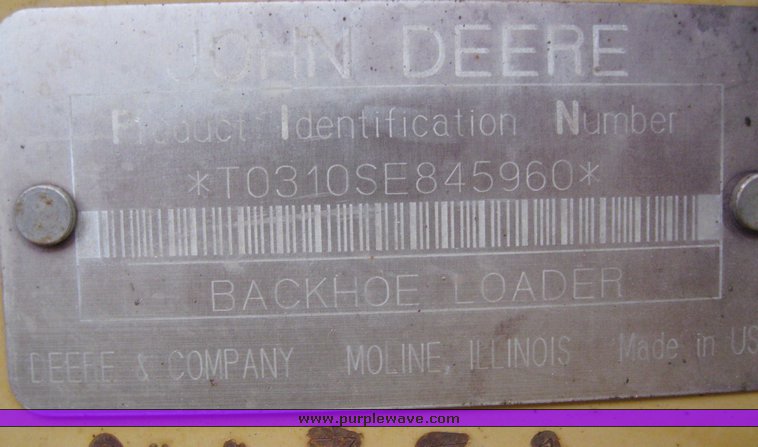 JOHN DEERE
Product Identification Number
*T0310SE845960*
BACKHOE LOADER
DEERE & COMPANY MOLINE, ILLINOIS Made in US
www.purplewave.com